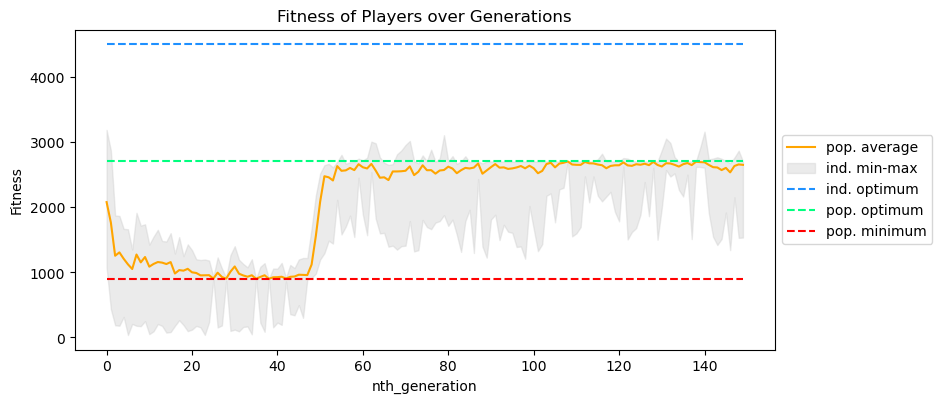 Fitness of Players over Generations
Fitness
4000
3000
2000
1000
0
0 20 40 60 80 100 120 140
nth_generation
pop. average
ind. min-max
ind. optimum
pop. optimum
pop. minimum